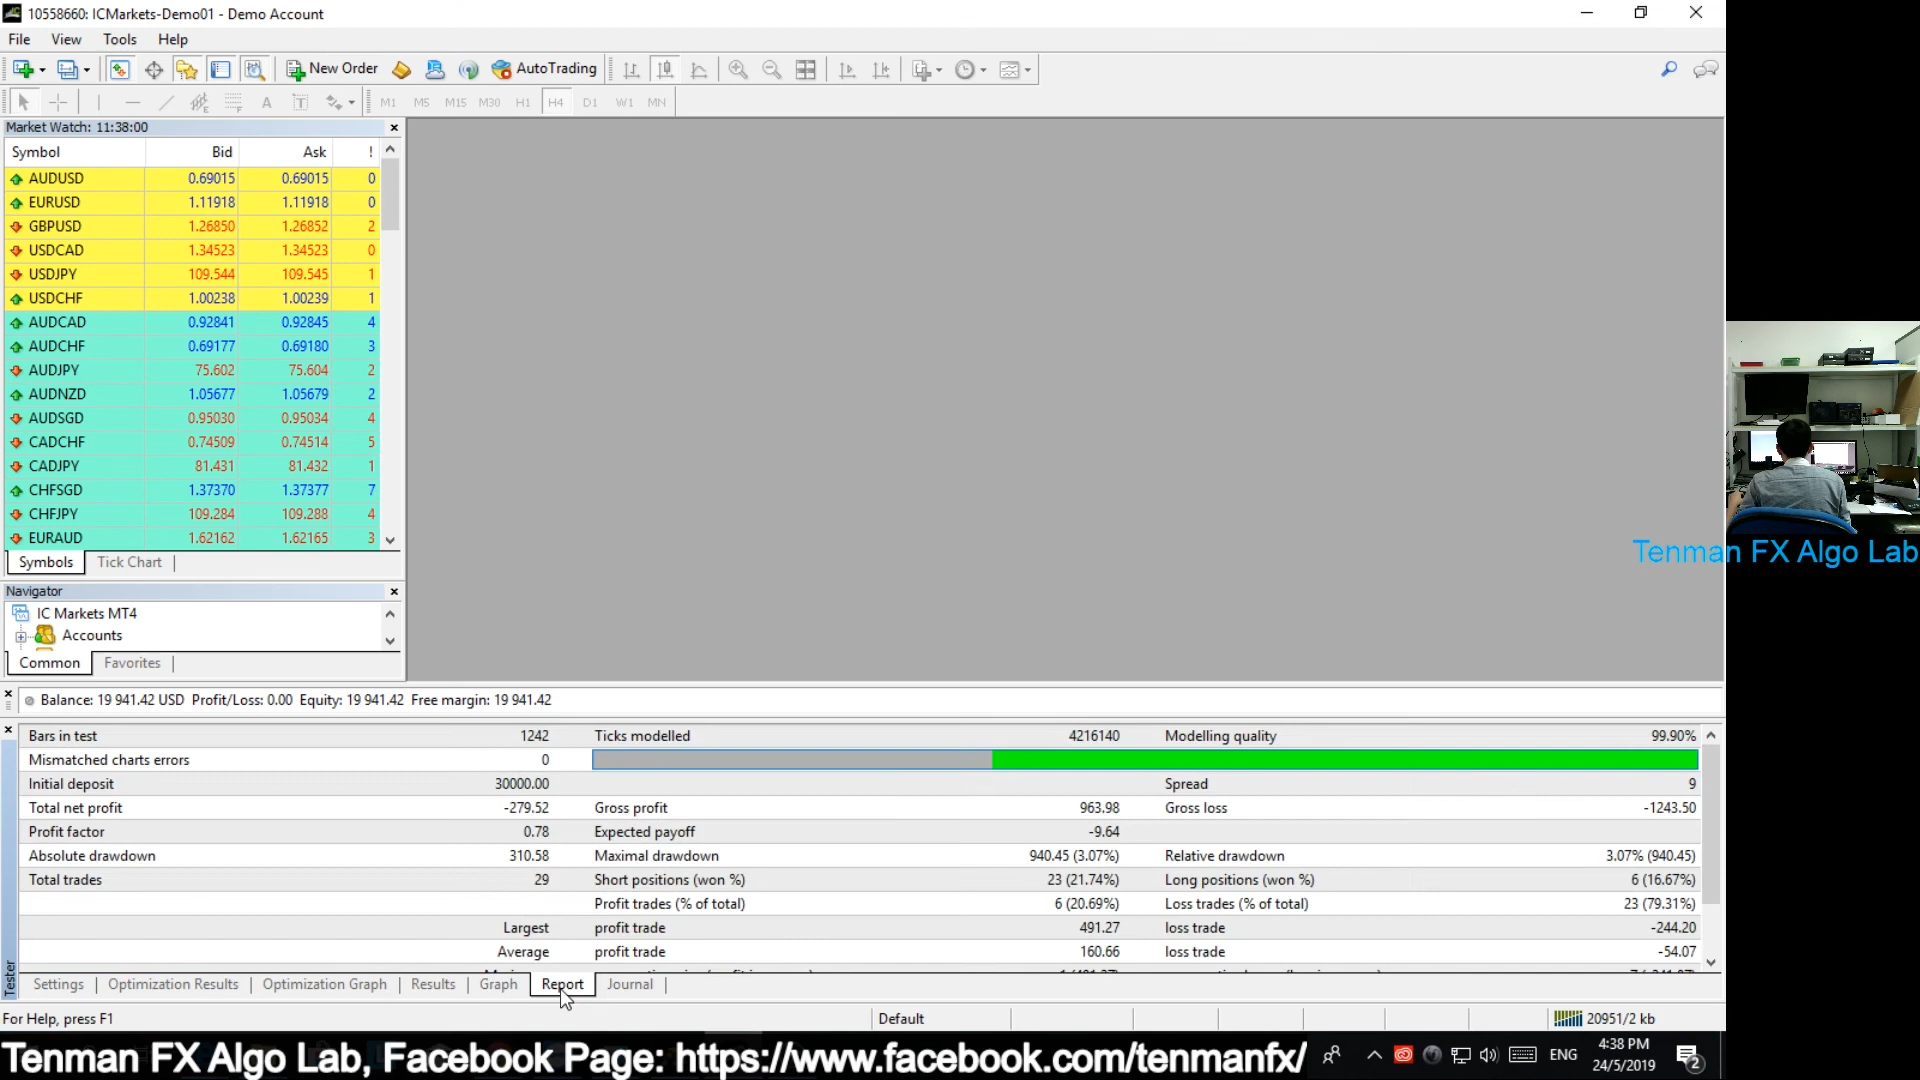 10558660: ICMarkets-Demo01 - Demo Account
File View Tools Help
New Order AutoTrading
M1 M5 M15 M30 H1 H4 D1 W1 MN
Market Watch: 11:38:00
Symbol Bid Ask !
AUDUSD 0.69015 0.69015 0
EURUSD 1.11918 1.11918 0
GBPUSD 1.26850 1.26852 2
USDCAD 1.34523 1.34523 0
USDJPY 109.544 109.545 1
USDCHF 1.00238 1.00239 1
AUDCAD 0.92841 0.92845 4
AUDCHF 0.69177 0.69180 3
AUDJPY 75.602 75.604 2
AUDNZD 1.05677 1.05679 2
AUDSGD 0.95030 0.95034 4
CADCHF 0.74509 0.74514 5
CADJPY 81.431 81.432 1
CHFSGD 1.37370 1.37377 7
CHFJPY 109.284 109.288 4
EURAUD 1.62162 1.62165 3
Symbols Tick Chart
Navigator
IC Markets MT4
Accounts
Common Favorites
Tenman FX Algo Lab
Balance: 19 941.42 USD Profit/Loss: 0.00 Equity: 19 941.42 Free margin: 19 941.42
Bars in test 1242 Ticks modelled 4216140 Modelling quality 99.90%
Mismatched charts errors 0
Initial deposit 30000.00 Spread 9
Total net profit -279.52 Gross profit 963.98 Gross loss -1243.50
Profit factor 0.78 Expected payoff -9.64
Absolute drawdown 310.58 Maximal drawdown 940.45 (3.07%) Relative drawdown 3.07% (940.45)
Total trades 29 Short positions (won %) 23 (21.74%) Long positions (won %) 6 (16.67%)
Profit trades (% of total) 6 (20.69%) Loss trades (% of total) 23 (79.31%)
Largest profit trade 491.27 loss trade -244.20
Average profit trade 160.66 loss trade -54.07
Tester
Settings Optimization Results Optimization Graph Results Graph Report Journal
For Help, press F1 Default 20951/2 kb
Tenman FX Algo Lab, Facebook Page: https://www.facebook.com/tenmanfx/
ENG 4:38 PM
24/5/2019 2